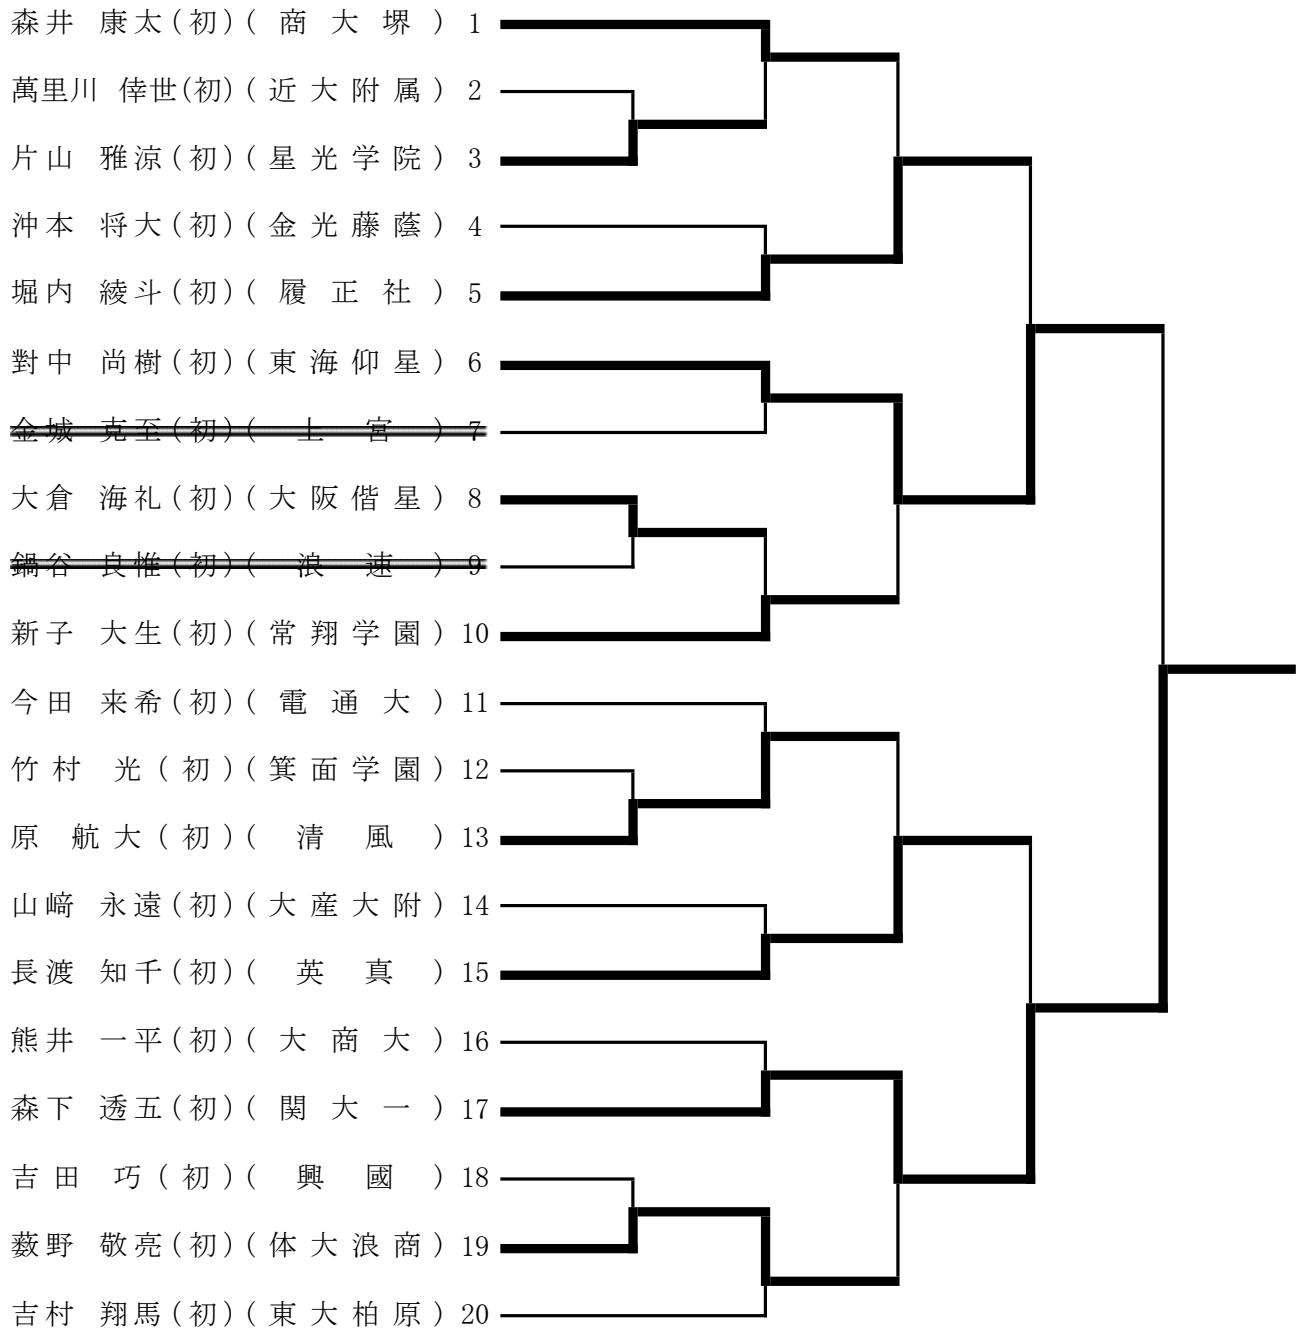 森井 康太(初)( 商 大 堺 ) 1
萬里川 倖世(初)( 近 大 附 属 ) 2
片山 雅涼(初)( 星 光 学 院 ) 3
沖本 将大(初)( 金 光 藤 蔭 ) 4
堀内 綾斗(初)( 履 正 社 ) 5
對中 尚樹(初)( 東 海 仰 星 ) 6
金城 克至(初)( 上 宮 ) 7
大倉 海礼(初)( 大 阪 偕 星 ) 8
鍋谷 良惟(初)( 浪 速 ) 9
新子 大生(初)( 常 翔 学 園 ) 10
今田 来希(初)( 電 通 大 ) 11
竹村 光(初)( 箕 面 学 園 ) 12
原 航大(初)( 清 風 ) 13
山﨑 永遠(初)( 大 産 大 附 ) 14
長渡 知千(初)( 英 真 ) 15
熊井 一平(初)( 大 商 大 ) 16
森下 透五(初)( 関 大 一 ) 17
吉田 巧(初)( 興 國 ) 18
薮野 敬亮(初)( 体 大 浪 商 ) 19
吉村 翔馬(初)( 東 大 柏 原 ) 20